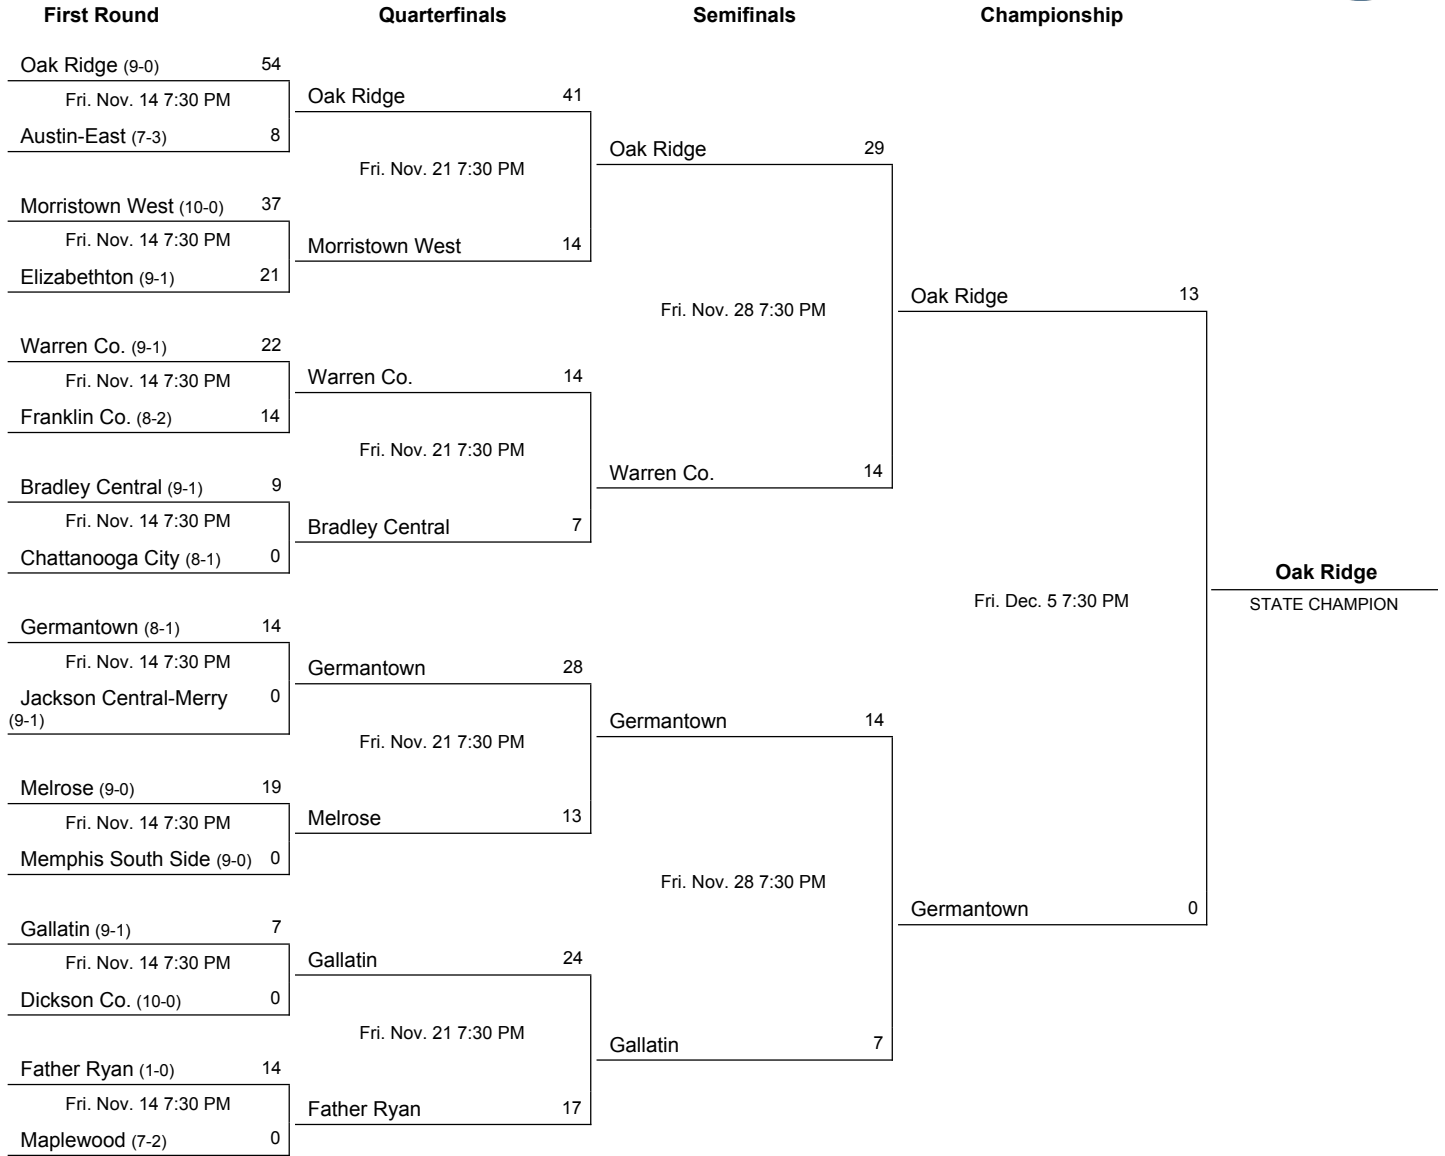 First Round
Quarterfinals
Semifinals
Championship
Oak Ridge (9-0) 54
Fri. Nov. 14 7:30 PM
Austin-East (7-3) 8
Morristown West (10-0) 37
Fri. Nov. 14 7:30 PM
Elizabethton (9-1) 21
Warren Co. (9-1) 22
Fri. Nov. 14 7:30 PM
Franklin Co. (8-2) 14
Bradley Central (9-1) 9
Fri. Nov. 14 7:30 PM
Chattanooga City (8-1) 0
Germantown (8-1) 14
Fri. Nov. 14 7:30 PM
Jackson Central-Merry 0
(9-1)
Melrose (9-0) 19
Fri. Nov. 14 7:30 PM
Memphis South Side (9-0) 0
Gallatin (9-1) 7
Fri. Nov. 14 7:30 PM
Dickson Co. (10-0) 0
Father Ryan (1-0) 14
Fri. Nov. 14 7:30 PM
Maplewood (7-2) 0
Oak Ridge 41
Fri. Nov. 21 7:30 PM
Morristown West 14
Warren Co. 14
Fri. Nov. 21 7:30 PM
Bradley Central 7
Germantown 28
Fri. Nov. 21 7:30 PM
Melrose 13
Gallatin 24
Fri. Nov. 21 7:30 PM
Father Ryan 17
Oak Ridge 29
Fri. Nov. 28 7:30 PM
Warren Co. 14
Germantown 14
Fri. Nov. 28 7:30 PM
Gallatin 7
Oak Ridge 13
Fri. Dec. 5 7:30 PM
Germantown 0
Oak Ridge
STATE CHAMPION